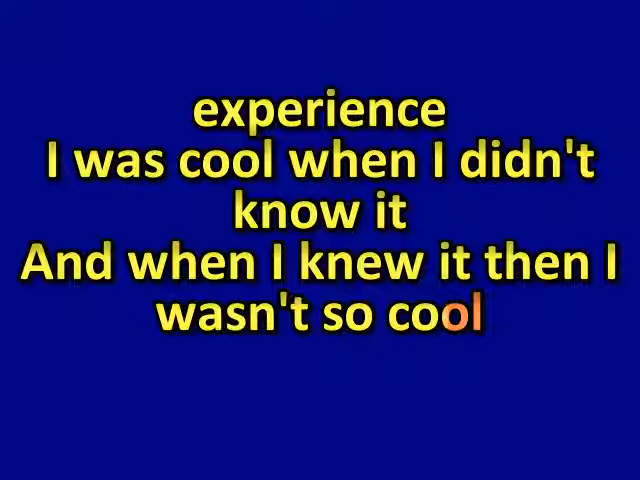 experience
I was cool when I didn't
know it
And when I knew it then I
wasn't so cool